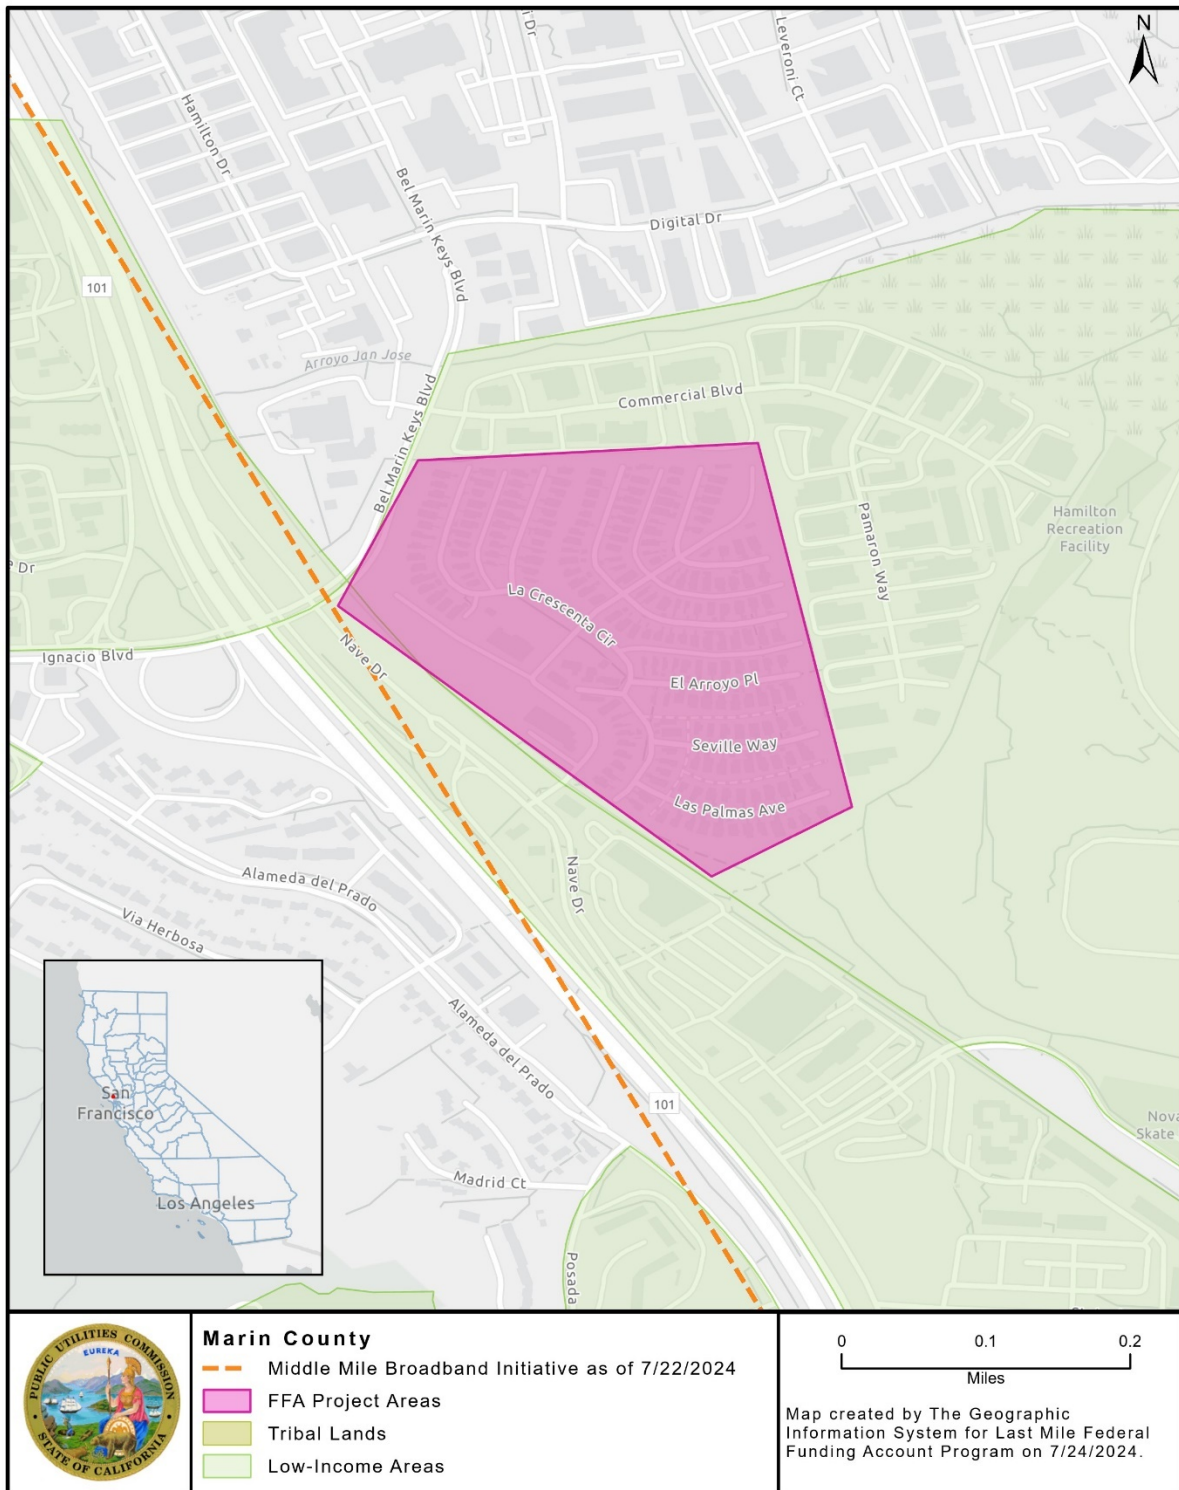 N
i Dr
Leveroni Ct
Hamilton Dr
Bel Marin Keys Blvd
Digital Dr
101
Arroyo Jan Jose
Bel Marin Keys Blvd
Commercial Blvd
Pamaron Way
Hamilton
Recreation
Facility
e Dr
La Crescenta Cir
Ignacio Blvd
Nave Dr
El Arroyo Pl
Seville Way
Las Palmas Ave
Nave Dr
Alameda del Prado
Via Herbosa
Alameda del Prado
101
Nova
Skate
Madrid Ct
Posada
San
Francisco
Los Angeles
PUBLIC UTILITIES COMMISSION
EUREKA
STATE OF CALIFORNIA
Marin County
Middle Mile Broadband Initiative as of 7/22/2024
FFA Project Areas
Tribal Lands
Low-Income Areas
0 0.1 0.2
Miles
Map created by The Geographic
Information System for Last Mile Federal
Funding Account Program on 7/24/2024.